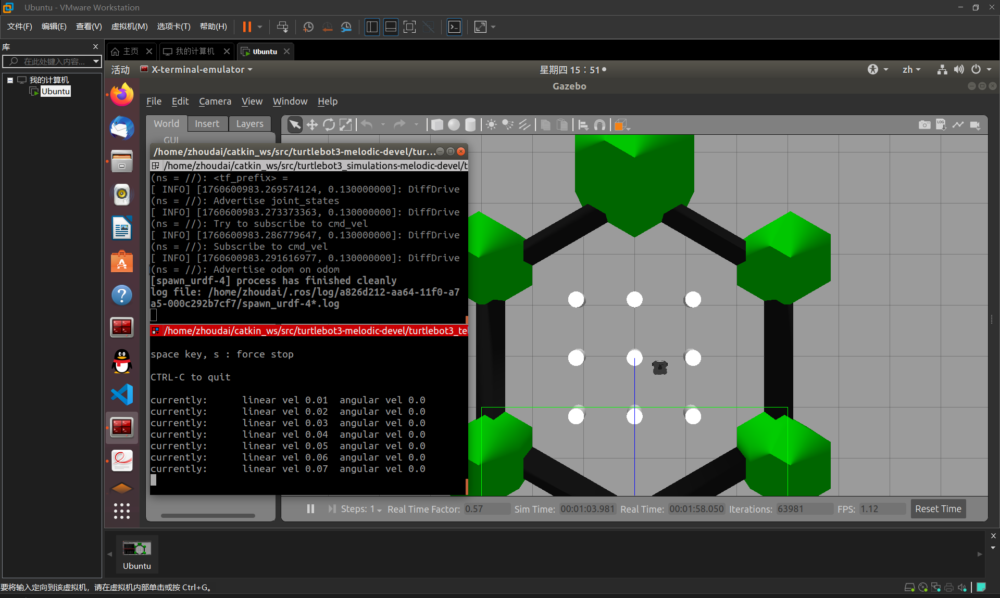 Ubuntu - VMware Workstation
文件(F) 编辑(E) 查看(V) 虚拟机(M) 选项卡(T) 帮助(H)
库
在此处键入内容...
我的计算机
Ubuntu
主页 我的计算机 Ubuntu
活动 X-terminal-emulator 星期四 15：51 zh
Gazebo
File Edit Camera View Window Help
World Insert Layers
GUI
/home/zhoudai/catkin_ws/src/turtlebot3-melodic-devel/tur...
/home/zhoudai/catkin_ws/src/turtlebot3_simulations-melodic-devel/t
(ns = //): <tf_prefix> =
[ INFO] [1760600983.269574124, 0.130000000]: DiffDrive
(ns = //): Advertise joint_states
[ INFO] [1760600983.273373363, 0.130000000]: DiffDrive
(ns = //): Try to subscribe to cmd_vel
[ INFO] [1760600983.286779647, 0.130000000]: DiffDrive
(ns = //): Subscribe to cmd_vel
[ INFO] [1760600983.291616977, 0.130000000]: DiffDrive
(ns = //): Advertise odom on odom
[spawn_urdf-4] process has finished cleanly
log file: /home/zhoudai/.ros/log/a826d212-aa64-11f0-a7
a5-000c292b7cf7/spawn_urdf-4*.log
/home/zhoudai/catkin_ws/src/turtlebot3-melodic-devel/turtlebot3_tel
space key, s : force stop
CTRL-C to quit
currently: linear vel 0.01 angular vel 0.0
currently: linear vel 0.02 angular vel 0.0
currently: linear vel 0.03 angular vel 0.0
currently: linear vel 0.04 angular vel 0.0
currently: linear vel 0.05 angular vel 0.0
currently: linear vel 0.06 angular vel 0.0
currently: linear vel 0.07 angular vel 0.0
Steps: 1 Real Time Factor: 0.57 Sim Time: 00:01:03.981 Real Time: 00:01:58.050 Iterations: 63981 FPS: 1.12 Reset Time
Ubuntu
要将输入定向到该虚拟机，请在虚拟机内部单击或按 Ctrl+G。